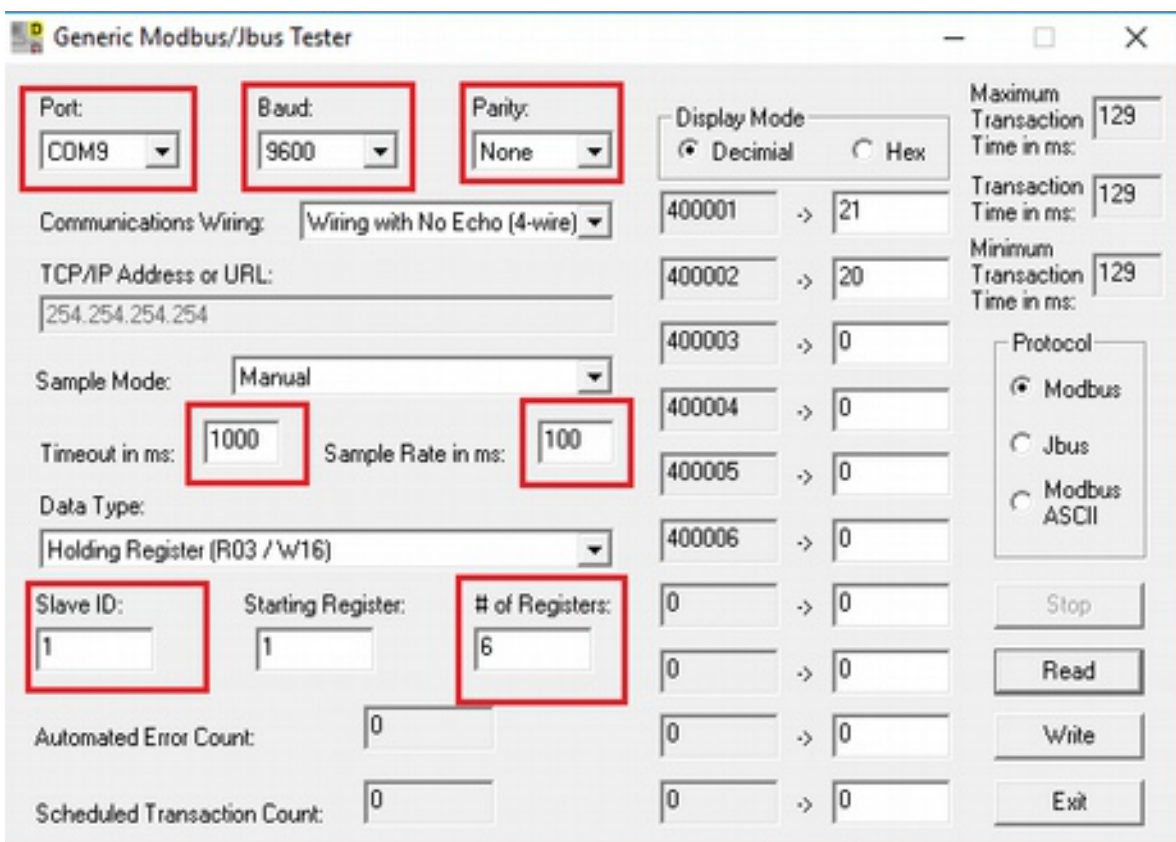 Generic Modbus/Jbus Tester
Port:
COM9
Baud:
9600
Parity:
None
Communications Wiring:
Wiring with No Echo (4-wire)
TCP/IP Address or URL:
254.254.254.254
Sample Mode:
Manual
Timeout in ms:
1000
Sample Rate in ms:
100
Data Type:
Holding Register (R03 / W16)
Slave ID:
1
Starting Register:
1
# of Registers:
6
Automated Error Count:
0
Scheduled Transaction Count:
0
Display Mode
Decimial
Hex
400001 -> 21
400002 -> 20
400003 -> 0
400004 -> 0
400005 -> 0
400006 -> 0
0 -> 0
0 -> 0
0 -> 0
0 -> 0
Maximum
Transaction
Time in ms:
129
Transaction
Time in ms:
129
Minimum
Transaction
Time in ms:
129
Protocol
Modbus
Jbus
Modbus
ASCII
Stop
Read
Write
Exit